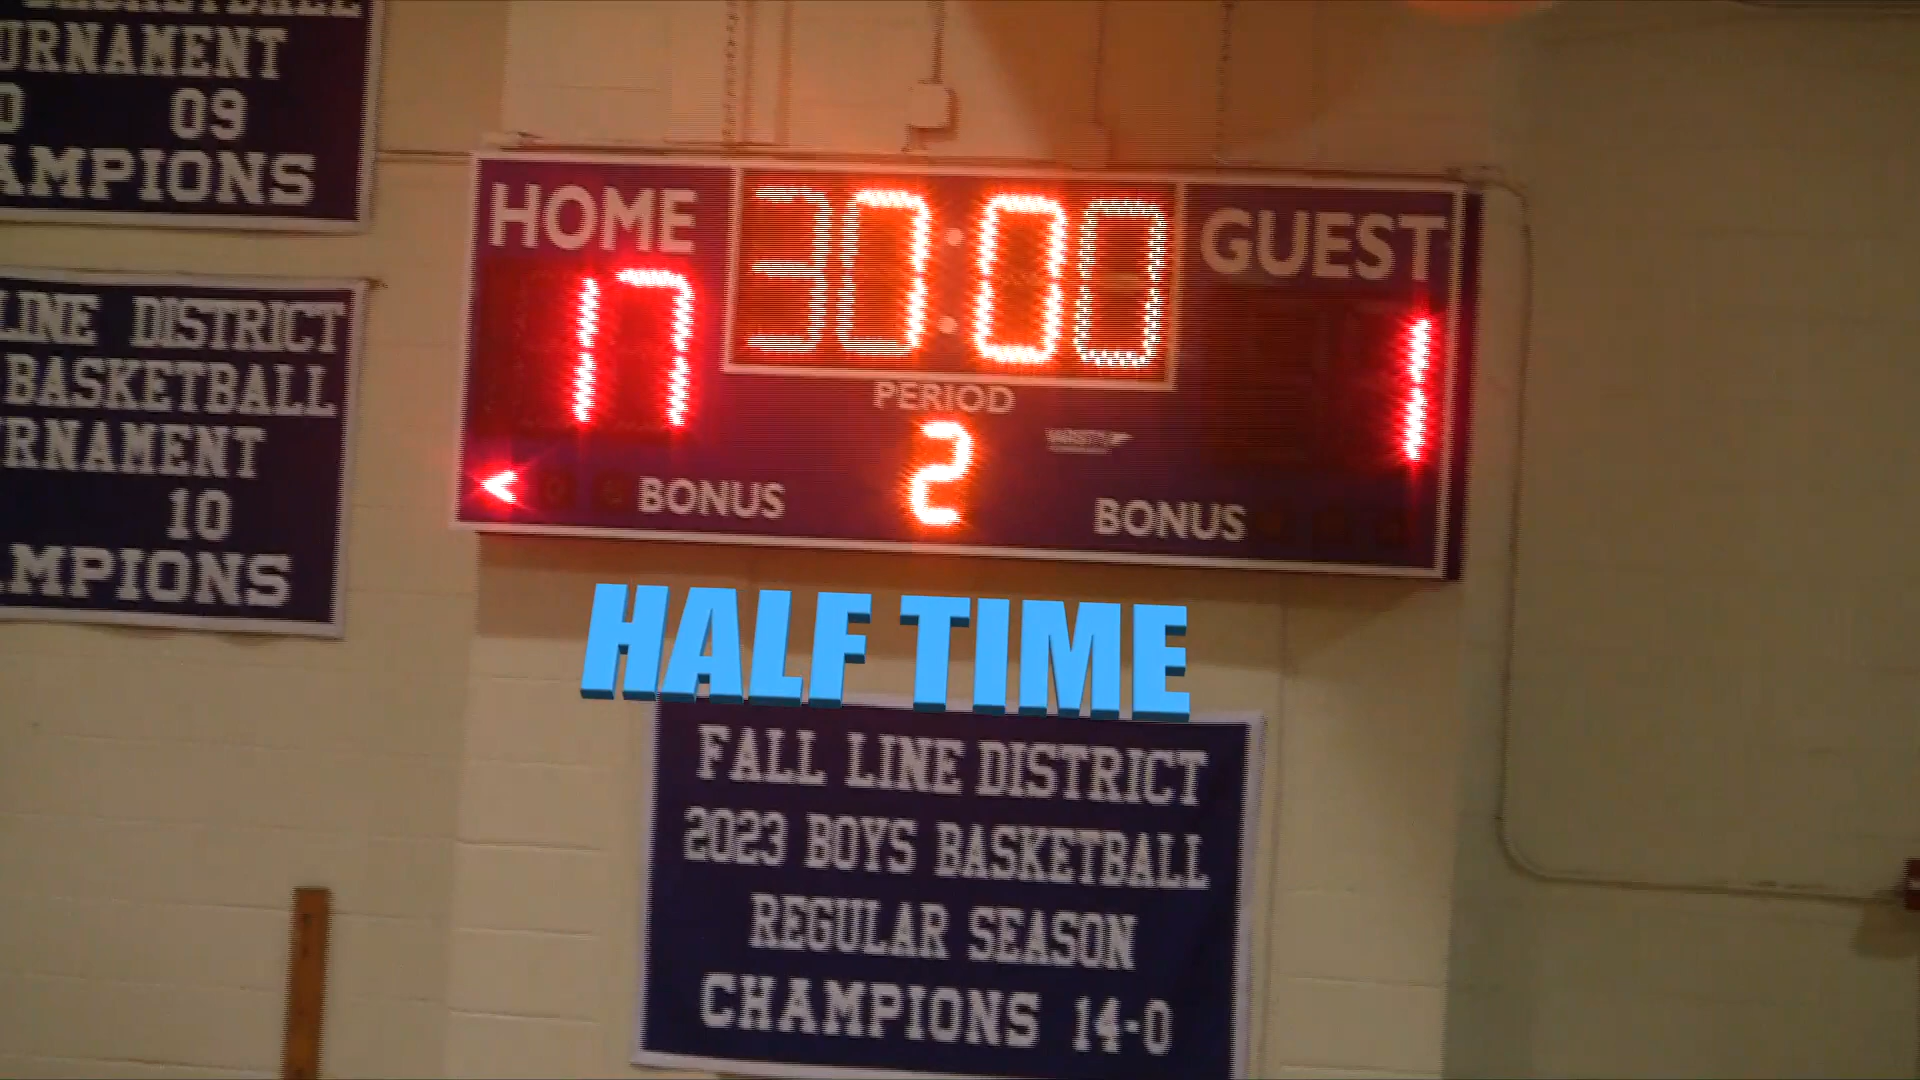 URNAMENT
09
AMPIONS
HOME
GUEST
30:00
17
1
PERIOD
2
BONUS
BONUS
LINE DISTRICT
BASKETBALL
RNAMENT
10
MPIONS
HALF TIME
FALL LINE DISTRICT
2023 BOYS BASKETBALL
REGULAR SEASON
CHAMPIONS 14-0